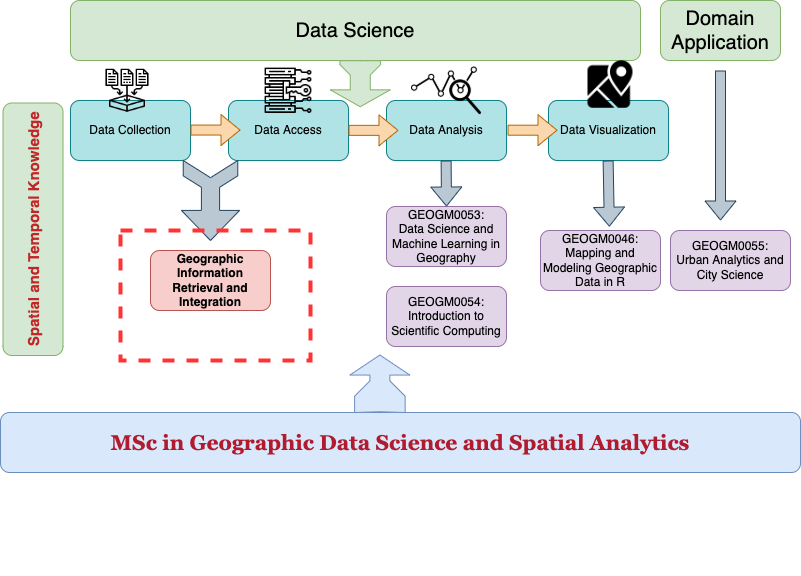 Data Science
Domain
Application
Spatial and Temporal Knowledge
Data Collection
Data Access
Data Analysis
Data Visualization
Geographic
Information
Retrieval and
Integration
GEOGM0053:
Data Science and
Machine Learning in
Geography
GEOGM0054:
Introduction to
Scientific Computing
GEOGM0046:
Mapping and
Modeling Geographic
Data in R
GEOGM0055:
Urban Analytics and
City Science
MSc in Geographic Data Science and Spatial Analytics